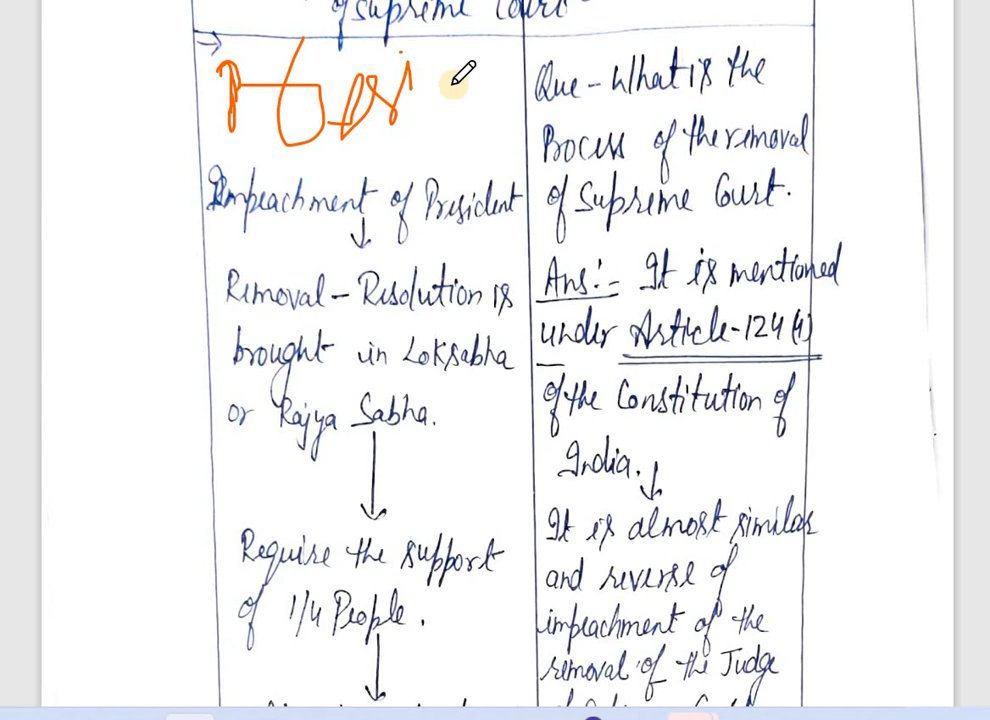 of Supreme Court
Impeachment of President
Removal - Resolution is
brought in Loksabha
or Rajya Sabha.
Require the support
of 1/4 People.
Que - What is the
Process of the removal
of Supreme Court.
Ans:- It is mentioned
under Article-124(4)
of the Constitution of
India.
It is almost similar
and reverse of
impeachment of the
removal of the Judge